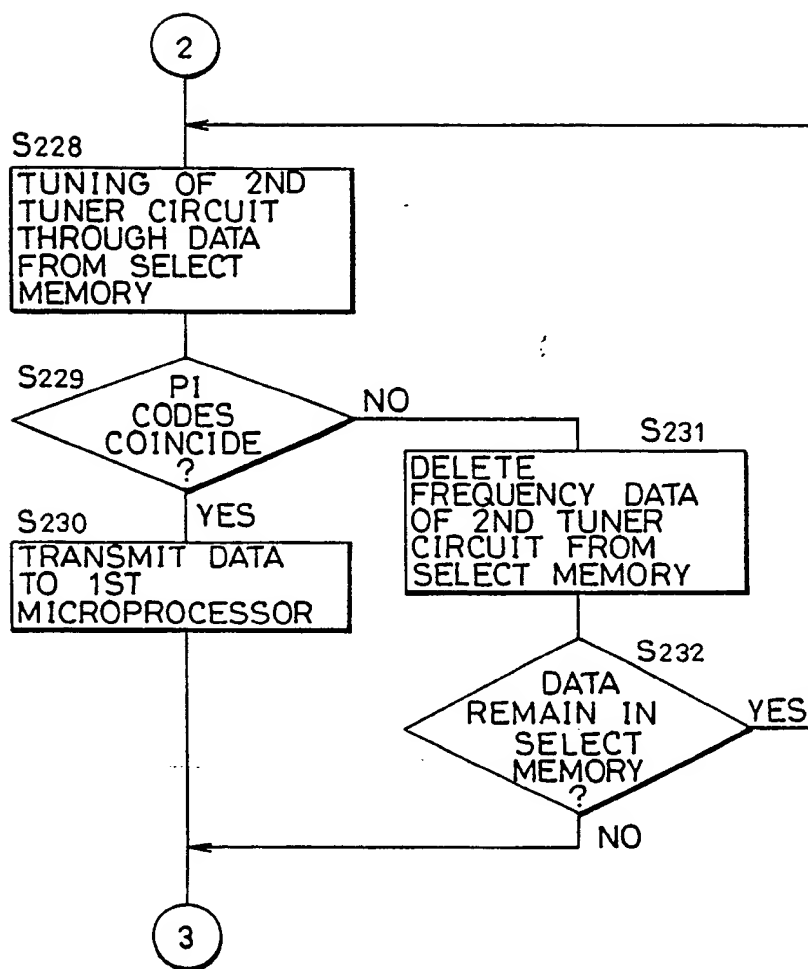 2
S228
TUNING OF 2ND
TUNER CIRCUIT
THROUGH DATA
FROM SELECT
MEMORY
S229
PI
CODES
COINCIDE
?
NO
YES
S230
TRANSMIT DATA
TO 1ST
MICROPROCESSOR
S231
DELETE
FREQUENCY DATA
OF 2ND TUNER
CIRCUIT FROM
SELECT MEMORY
S232
DATA
REMAIN IN
SELECT
MEMORY
?
YES
NO
3